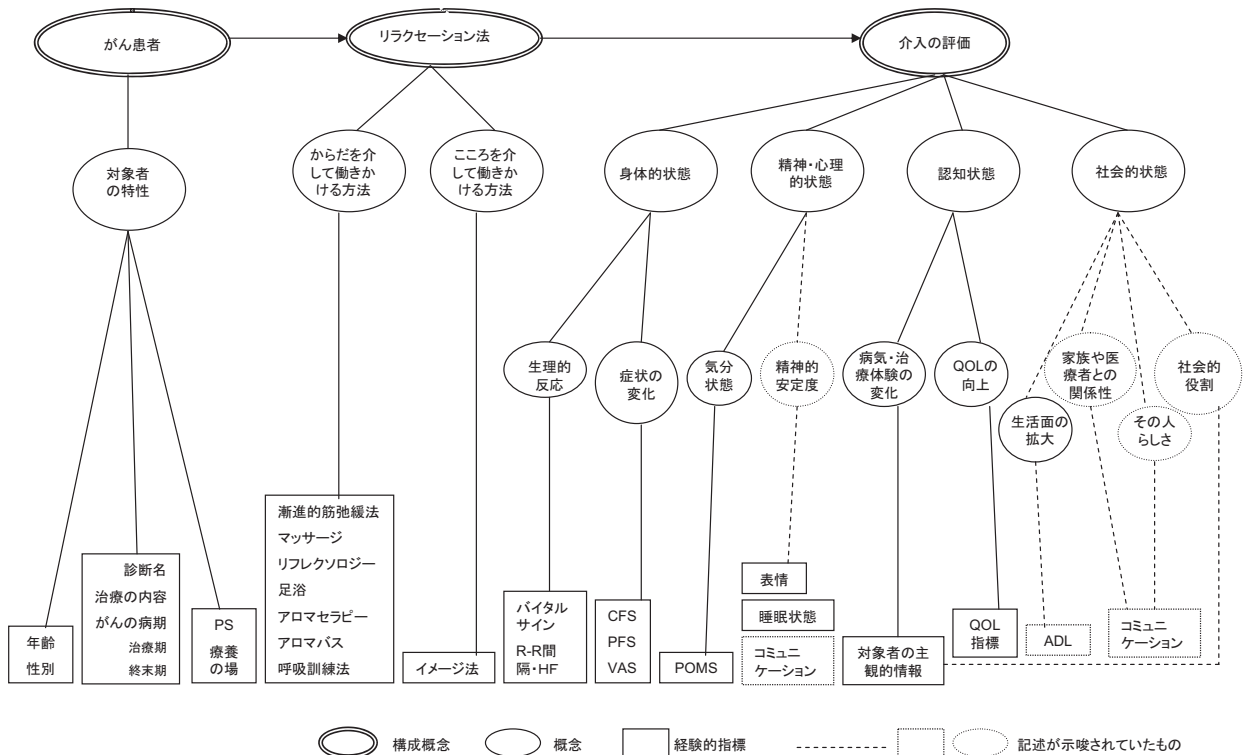 がん患者
リラクセーション法
介入の評価
対象者
の特性
からだを介
して働きか
ける方法
こころを介
して働きか
ける方法
身体的状態
精神・心理
的状態
認知状態
社会的状態
生理的
反応
症状の
変化
気分
状態
精神的
安定度
病気・治
療体験の
変化
QOLの
向上
生活面の
拡大
家族や医
療者との
関係性
その人
らしさ
社会的
役割
年齢
性別
診断名
治療の内容
がんの病期
治療期
終末期
PS
療養
の場
漸進的筋弛緩法
マッサージ
リフレクソロジー
足浴
アロマセラピー
アロマバス
呼吸訓練法
イメージ法
バイタル
サイン
R-R間
隔・HF
CFS
PFS
VAS
POMS
表情
睡眠状態
コミュニ
ケーション
対象者の主
観的情報
QOL
指標
ADL
コミュニ
ケーション
構成概念
概念
経験的指標
記述が示唆されていたもの